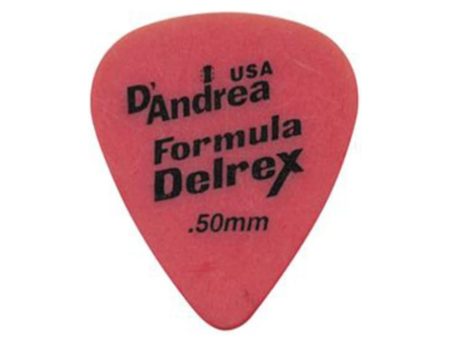 USA
D'Andrea
Formula
Delrex
.50mm